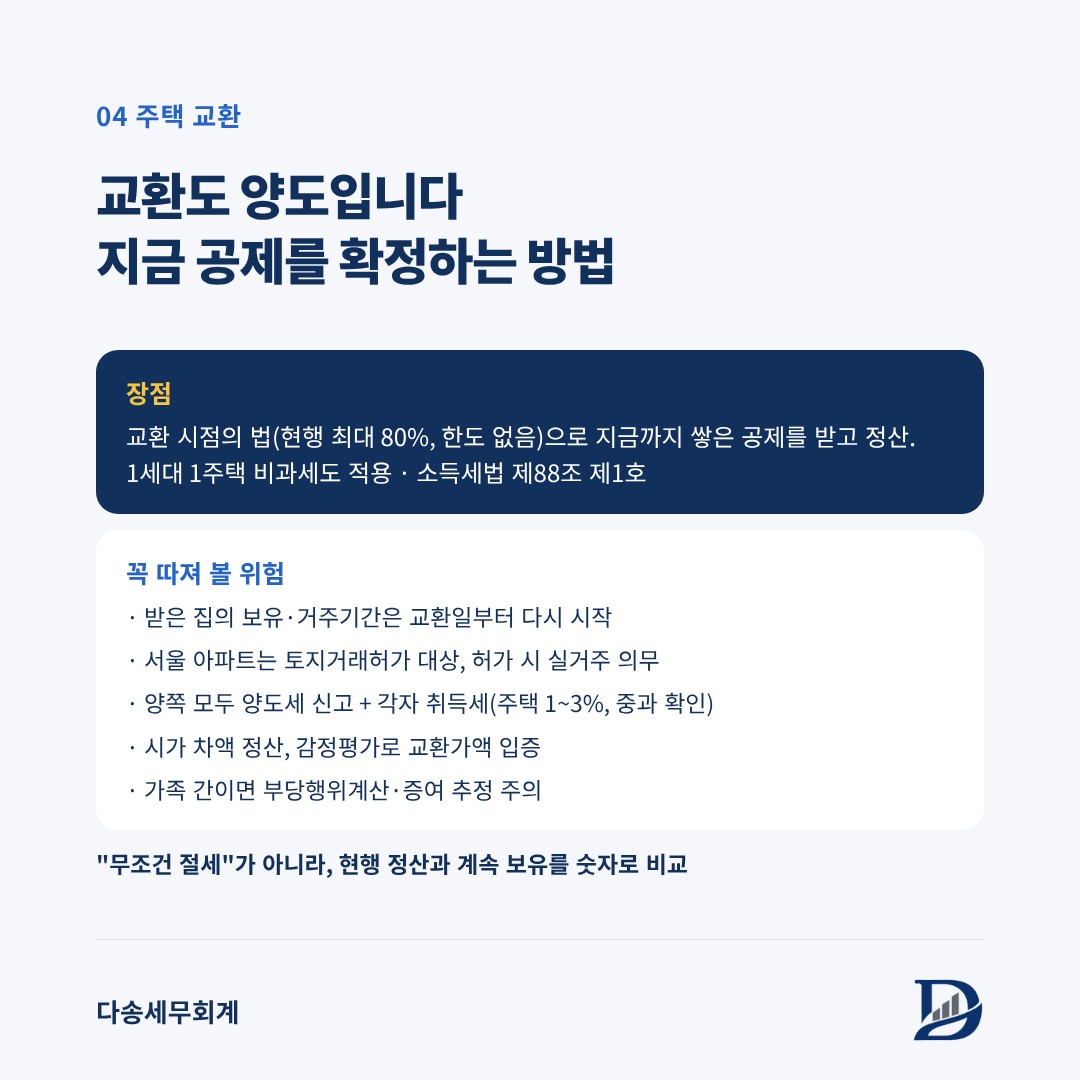 04 주택 교환
교환도 양도입니다
지금 공제를 확정하는 방법
장점
교환 시점의 법(현행 최대 80%, 한도 없음)으로 지금까지 쌓은 공제를 받고 정산.
1세대 1주택 비과세도 적용 · 소득세법 제88조 제1호
꼭 따져 볼 위험
· 받은 집의 보유·거주기간은 교환일부터 다시 시작
· 서울 아파트는 토지거래허가 대상, 허가 시 실거주 의무
· 양쪽 모두 양도세 신고 + 각자 취득세(주택 1~3%, 중과 확인)
· 시가 차액 정산, 감정평가로 교환가액 입증
· 가족 간이면 부당행위계산·증여 추정 주의
"무조건 절세"가 아니라, 현행 정산과 계속 보유를 숫자로 비교
다송세무회계